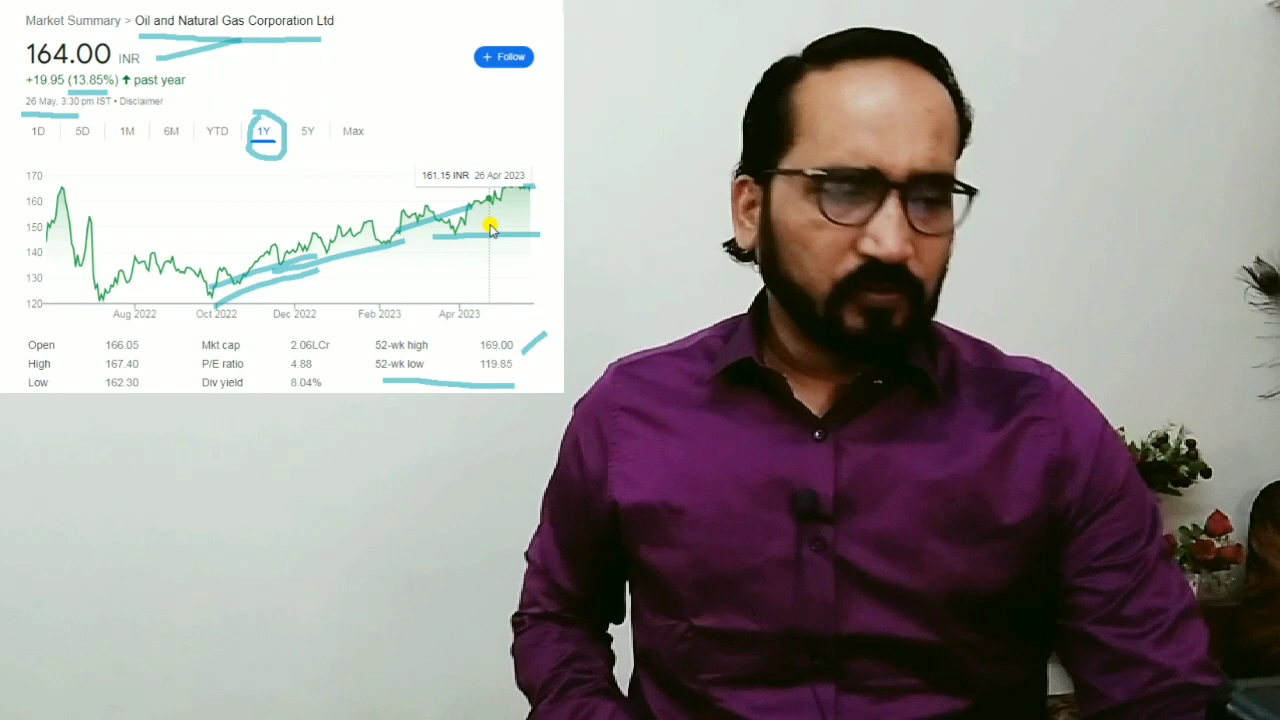 Market Summary > Oil and Natural Gas Corporation Ltd
164.00 INR
+ Follow
+19.95 (13.85%) ↑ past year
26 May, 3:30 pm IST • Disclaimer
1D 5D 1M 6M YTD 1Y 5Y Max
161.15 INR 26 Apr 2023
170
160
150
140
130
120
Aug 2022 Oct 2022 Dec 2022 Feb 2023 Apr 2023
Open 166.05 Mkt cap 2.06LCr 52-wk high 169.00
High 167.40 P/E ratio 4.88 52-wk low 119.85
Low 162.30 Div yield 8.04%